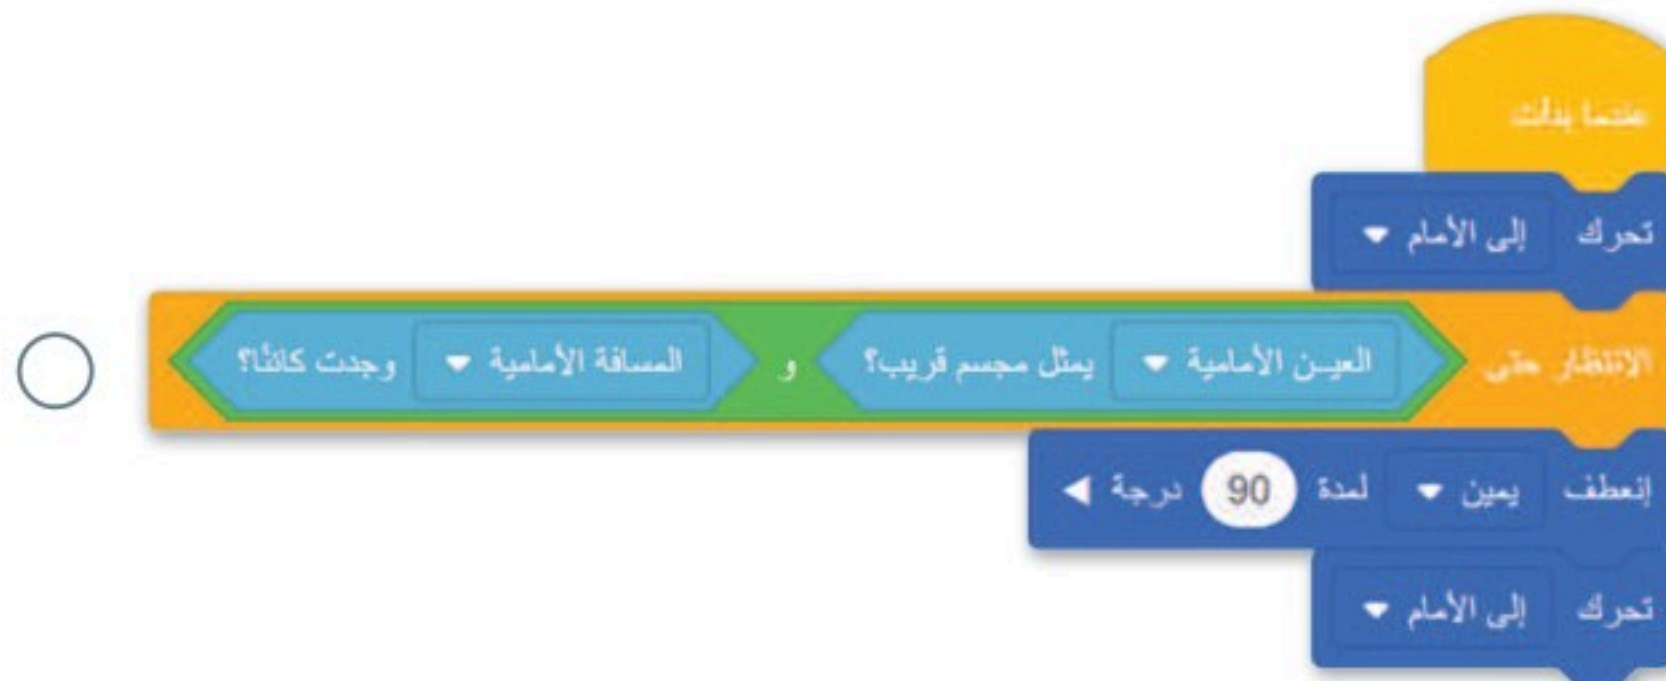 عندما بدأت
تحرك إلى الأمام
الانتظار حتى العين الأمامية يمثل مجسم قريب؟ و المسافة الأمامية وجدت كائنًا؟
إنعطف يمين لمدة 90 درجة
تحرك إلى الأمام